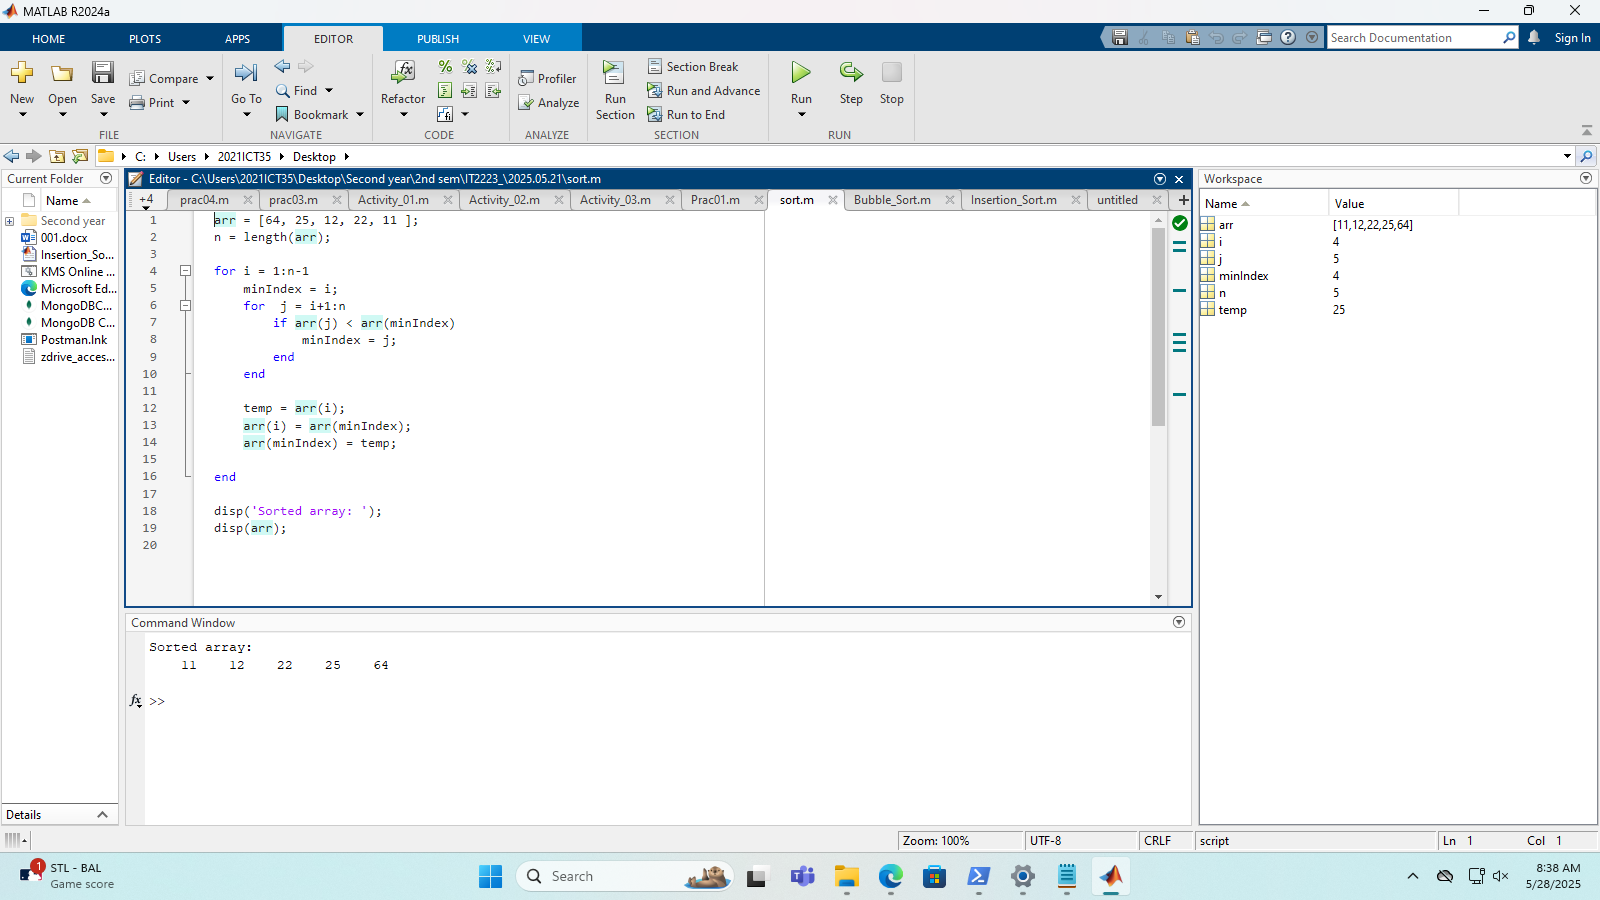 MATLAB R2024a
HOME PLOTS APPS EDITOR PUBLISH VIEW Search Documentation Sign In
New Open Save Compare Print FILE
Go To Find Bookmark NAVIGATE
Refactor CODE
Profiler Analyze ANALYZE
Run Section Section Break Run and Advance Run to End SECTION
Run Step Stop RUN
C: Users 2021ICT35 Desktop
Current Folder
Name
Second year
001.docx
Insertion_So...
KMS Online ...
Microsoft Ed...
MongoDBC...
MongoDB C...
Postman.lnk
zdrive_acces...
Details
Editor - C:\Users\2021ICT35\Desktop\Second year\2nd sem\IT2223_\2025.05.21\sort.m
+4 prac04.m prac03.m Activity_01.m Activity_02.m Activity_03.m Prac01.m sort.m Bubble_Sort.m Insertion_Sort.m untitled
1 arr = [64, 25, 12, 22, 11 ];
2 n = length(arr);
3
4 for i = 1:n-1
5 minIndex = i;
6 for  j = i+1:n
7 if arr(j) < arr(minIndex)
8 minIndex = j;
9 end
10 end
11
12 temp = arr(i);
13 arr(i) = arr(minIndex);
14 arr(minIndex) = temp;
15
16 end
17
18 disp('Sorted array: ');
19 disp(arr);
20
Command Window
Sorted array:
11 12 22 25 64
fx >>
Workspace
Name Value
arr [11,12,22,25,64]
i 4
j 5
minIndex 4
n 5
temp 25
Zoom: 100% UTF-8 CRLF script Ln 1 Col 1
1
STL - BAL
Game score
Search
8:38 AM
5/28/2025